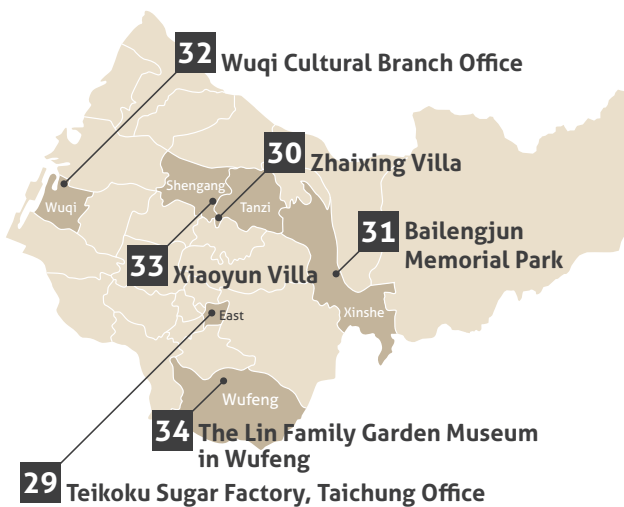 32 Wuqi Cultural Branch Office
30 Zhaixing Villa
Shengang
Wuqi
Tanzi
31 Bailengjun
Memorial Park
33 Xiaoyun Villa
East
Xinshe
Wufeng
34 The Lin Family Garden Museum
in Wufeng
29 Teikoku Sugar Factory, Taichung Office